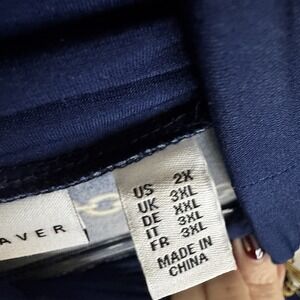 AVER
US 2X
UK 3XL
DE XXL
IT 3XL
FR 3XL
MADE IN
CHINA